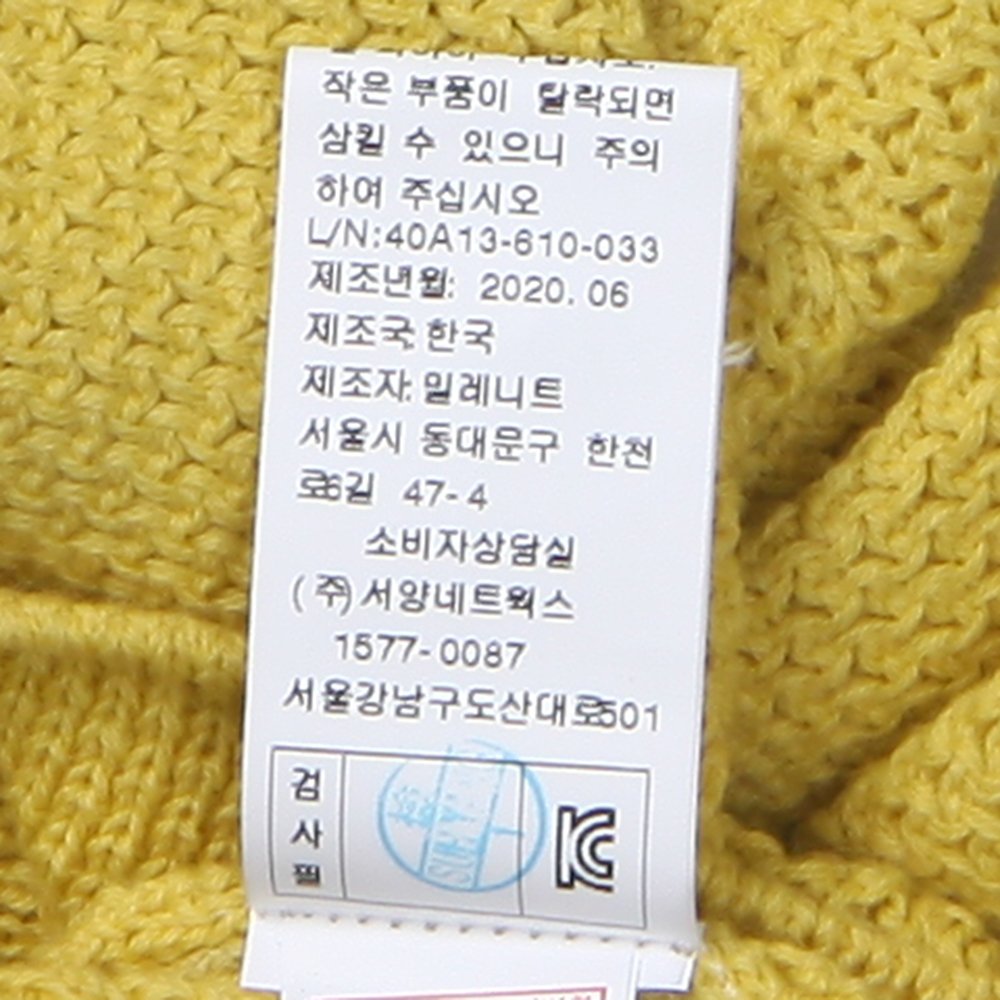 작은 부품이 탈락되면
삼킬 수 있으니 주의
하여 주십시오
L/N:40A13-610-033
제조년월: 2020.06
제조국: 한국
제조자: 밀레니트
서울시 동대문구 한천
로6길 47-4
소비자상담실
(주)서양네트웍스
1577-0087
서울강남구도산대로501
검
사
필